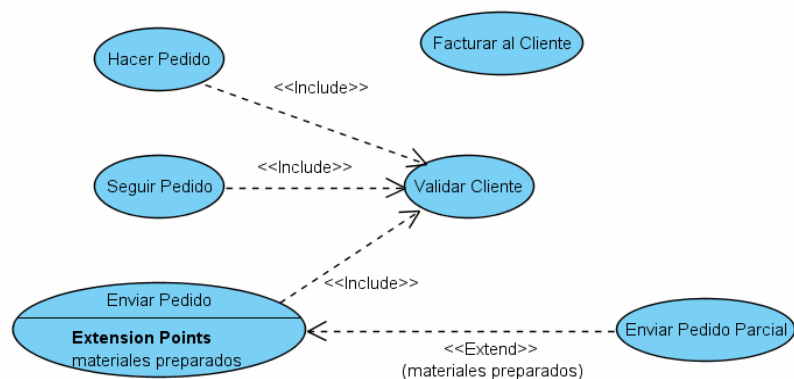 Facturar al Cliente
Hacer Pedido
<<Include>>
<<Include>>
Seguir Pedido
Validar Cliente
<<Include>>
Enviar Pedido
Extension Points
materiales preparados
Enviar Pedido Parcial
<<Extend>>
(materiales preparados)